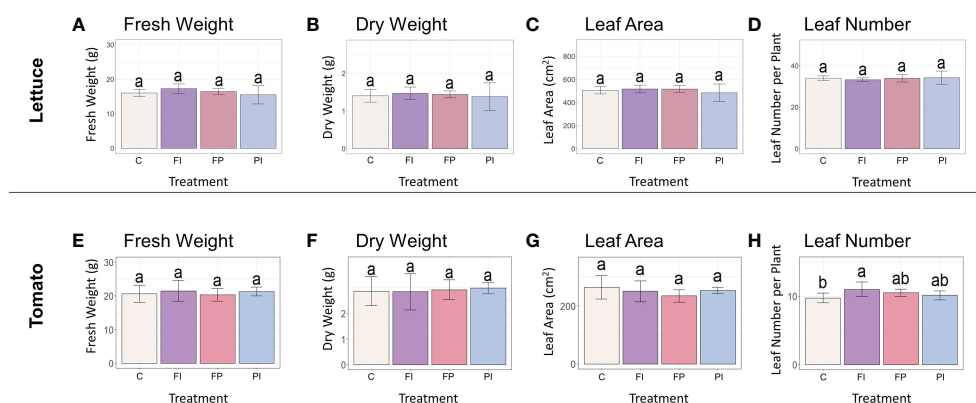 A Fresh Weight
B Dry Weight
C Leaf Area
D Leaf Number
Lettuce
Fresh Weight (g)
30
20
10
0
a a a a
C FI FP PI
Treatment
Dry Weight (g)
2
1
0
a a a a
C FI FP PI
Treatment
Leaf Area (cm²)
800
600
400
200
0
a a a a
C FI FP PI
Treatment
Leaf Number per Plant
40
20
0
a a a a
C FI FP PI
Treatment
E Fresh Weight
F Dry Weight
G Leaf Area
H Leaf Number
Tomato
Fresh Weight (g)
30
20
10
0
a a a a
C FI FP PI
Treatment
Dry Weight (g)
2
1
0
a a a a
C FI FP PI
Treatment
Leaf Area (cm²)
200
0
a a a a
C FI FP PI
Treatment
Leaf Number per Plant
10
0
b a ab ab
C FI FP PI
Treatment